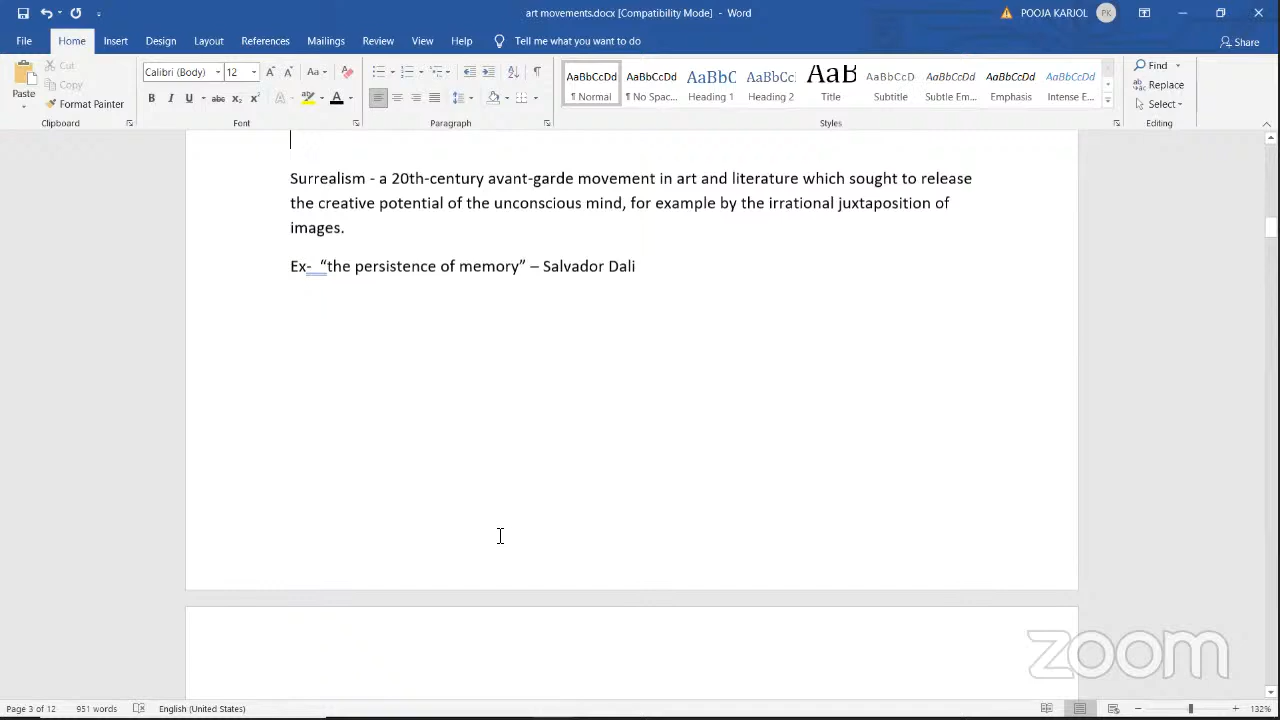 art movements.docx [Compatibility Mode] - Word
POOJA KARJOL
PK
File Home Insert Design Layout References Mailings Review View Help Tell me what you want to do
Share
Paste
Cut
Copy
Format Painter
Clipboard
Calibri (Body) 12
Aa
B I U abc X₂ X² A A
Font
Paragraph
AaBbCcDd AaBbCcDd AaBbC AaBbCc AaB AaBbCcD AaBbCcDd AaBbCcDd AaBbCcDd
¶ Normal ¶ No Spac... Heading 1 Heading 2 Title Subtitle Subtle Em... Emphasis Intense E...
Styles
Find
Replace
Select
Editing
Surrealism - a 20th-century avant-garde movement in art and literature which sought to release
the creative potential of the unconscious mind, for example by the irrational juxtaposition of
images.
Ex- “the persistence of memory” – Salvador Dali
zoom
Page 3 of 12 951 words English (United States) 132%